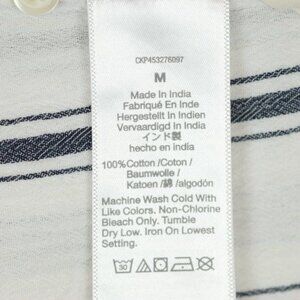 CKP453276097
M
Made In India
Fabriqué En Inde
Hergestellt In Indien
Vervaardigd In India
インド製
hecho en india
100%Cotton /Coton /
Baumwolle /
Katoen /綿 /algodón
Machine Wash Cold With
Like Colors. Non-Chlorine
Bleach Only. Tumble
Dry Low. Iron On Lowest
Setting.
30